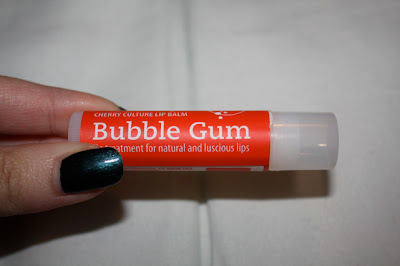 CHERRY CULTURE LIP BALM
Bubble Gum
treatment for natural and luscious lips